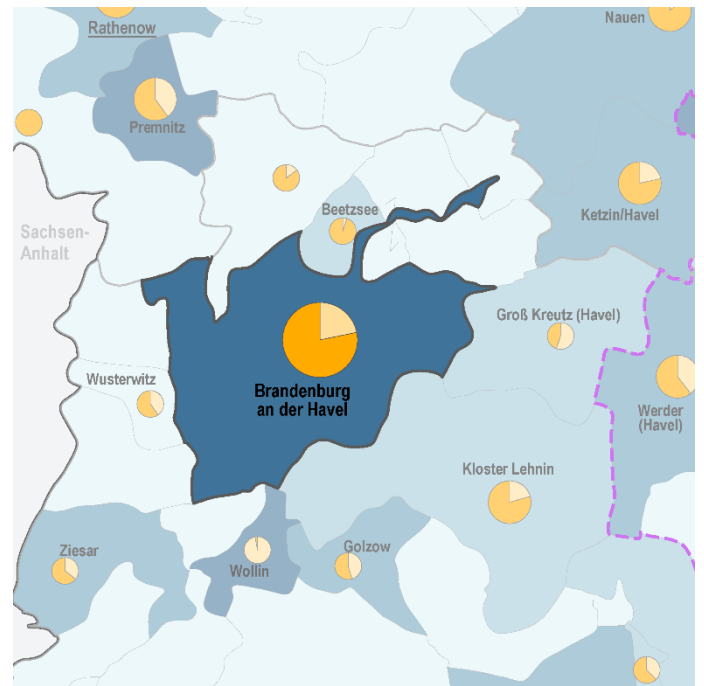 Rathenow
Nauen
Premnitz
Beetzsee
Ketzin/Havel
Sachsen-
Anhalt
Groß Kreutz (Havel)
Wusterwitz
Brandenburg
an der Havel
Werder
(Havel)
Kloster Lehnin
Ziesar
Golzow
Wollin